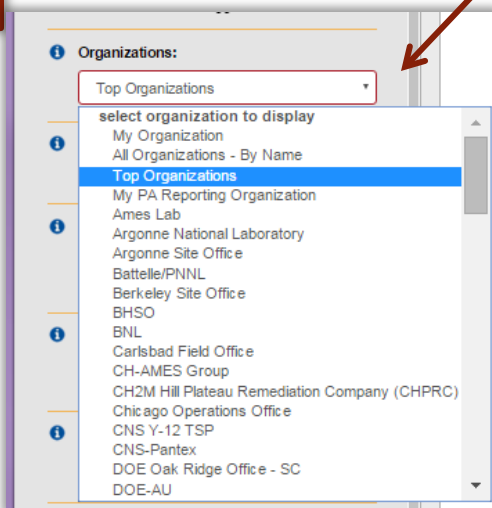 Organizations:
Top Organizations
select organization to display
My Organization
All Organizations - By Name
Top Organizations
My PA Reporting Organization
Ames Lab
Argonne National Laboratory
Argonne Site Office
Battelle/PNNL
Berkeley Site Office
BHSO
BNL
Carlsbad Field Office
CH-AMES Group
CH2M Hill Plateau Remediation Company (CHPRC)
Chicago Operations Office
CNS Y-12 TSP
CNS-Pantex
DOE Oak Ridge Office - SC
DOE-AU